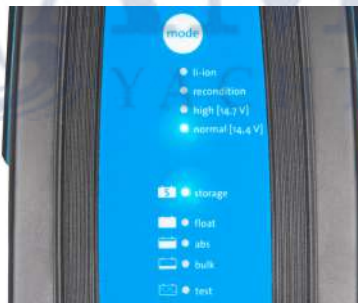 mode
li-ion
recondition
high [14.7 V]
normal [14.4 V]
S storage
float
abs
bulk
test